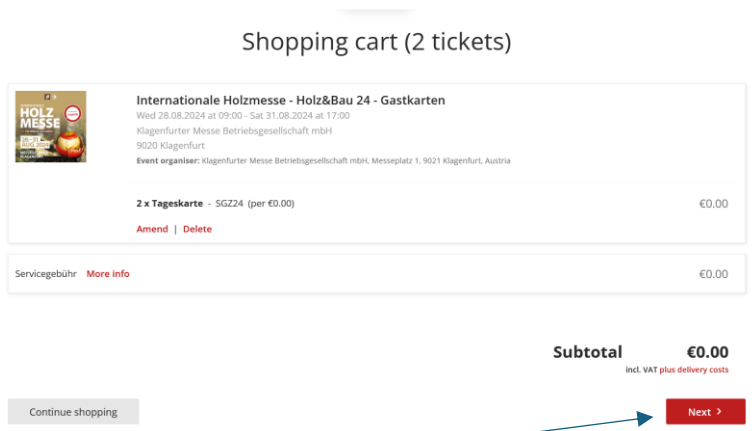 Shopping cart (2 tickets)
HOLZ
MESSE
Internationale Holzmesse - Holz&Bau 24 - Gastkarten
Wed 28.08.2024 at 09:00 - Sat 31.08.2024 at 17:00
Klagenfurter Messe Betriebsgesellschaft mbH
9020 Klagenfurt
Event organiser: Klagenfurter Messe Betriebsgesellschaft mbH, Messeplatz 1, 9021 Klagenfurt, Austria
2 x Tageskarte - SGZ24 (per €0.00) €0.00
Amend | Delete
Servicegebühr More info €0.00
Subtotal €0.00
incl. VAT plus delivery costs
Continue shopping Next >